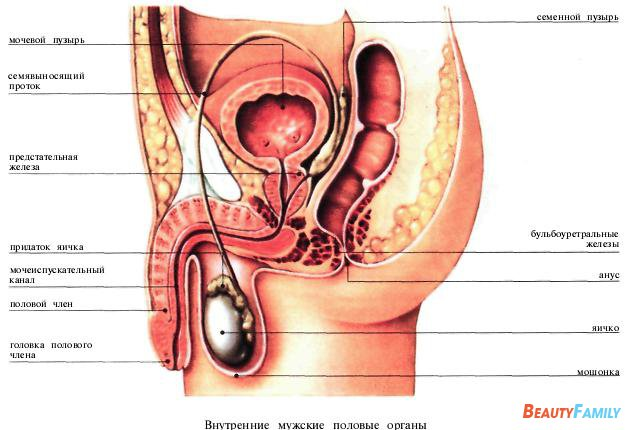 семенной пузырь
мочевой пузырь
семявыносящий
проток
предстательная
железа
бульбоуретральные
железы
придаток яичка
мочеиспускательный
канал
анус
половой член
яичко
головка полового
члена
мошонка
BEAUTYFAMILY
Внутренние мужские половые органы